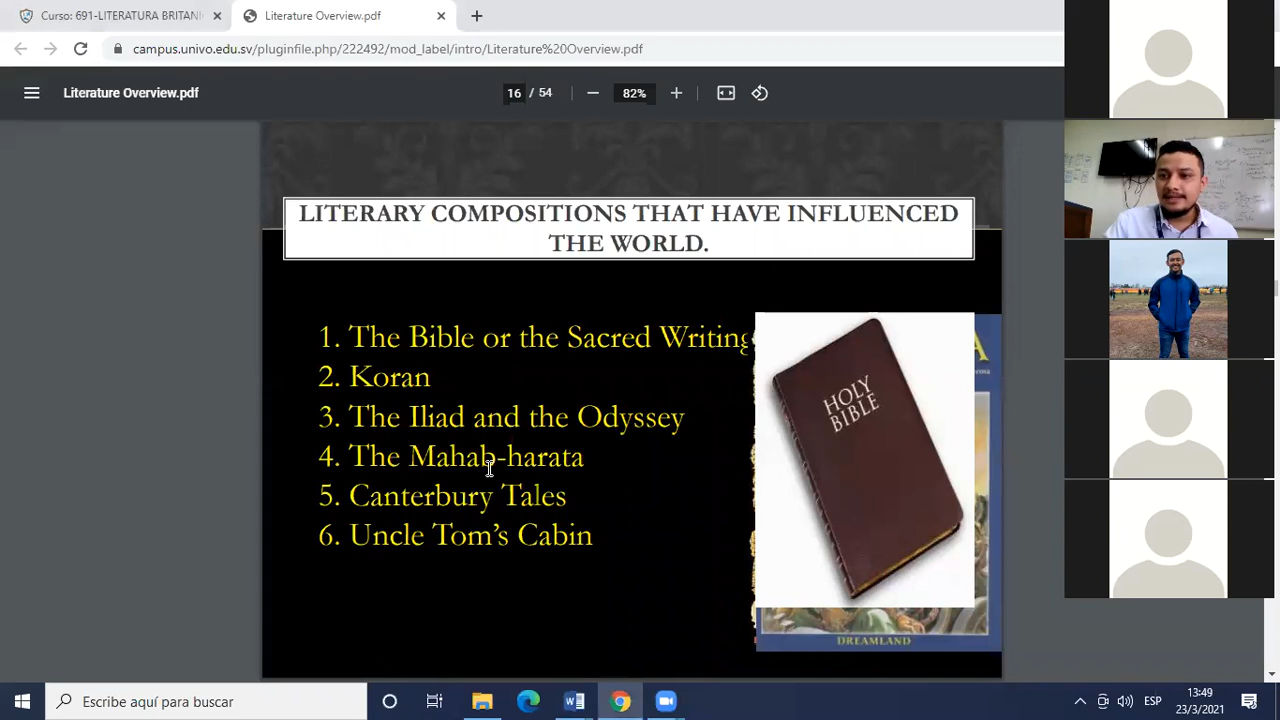 Curso: 691-LITERATURA BRITANI
Literature Overview.pdf
campus.univo.edu.sv/pluginfile.php/222492/mod_label/intro/Literature%20Overview.pdf
Literature Overview.pdf
16 / 54
82%
LITERARY COMPOSITIONS THAT HAVE INFLUENCED
THE WORLD.
1. The Bible or the Sacred Writing
2. Koran
3. The Iliad and the Odyssey
4. The Mahab-harata
5. Canterbury Tales
6. Uncle Tom's Cabin
HOLY
BIBLE
DREAMLAND
Escribe aquí para buscar
ESP
13:49
23/3/2021